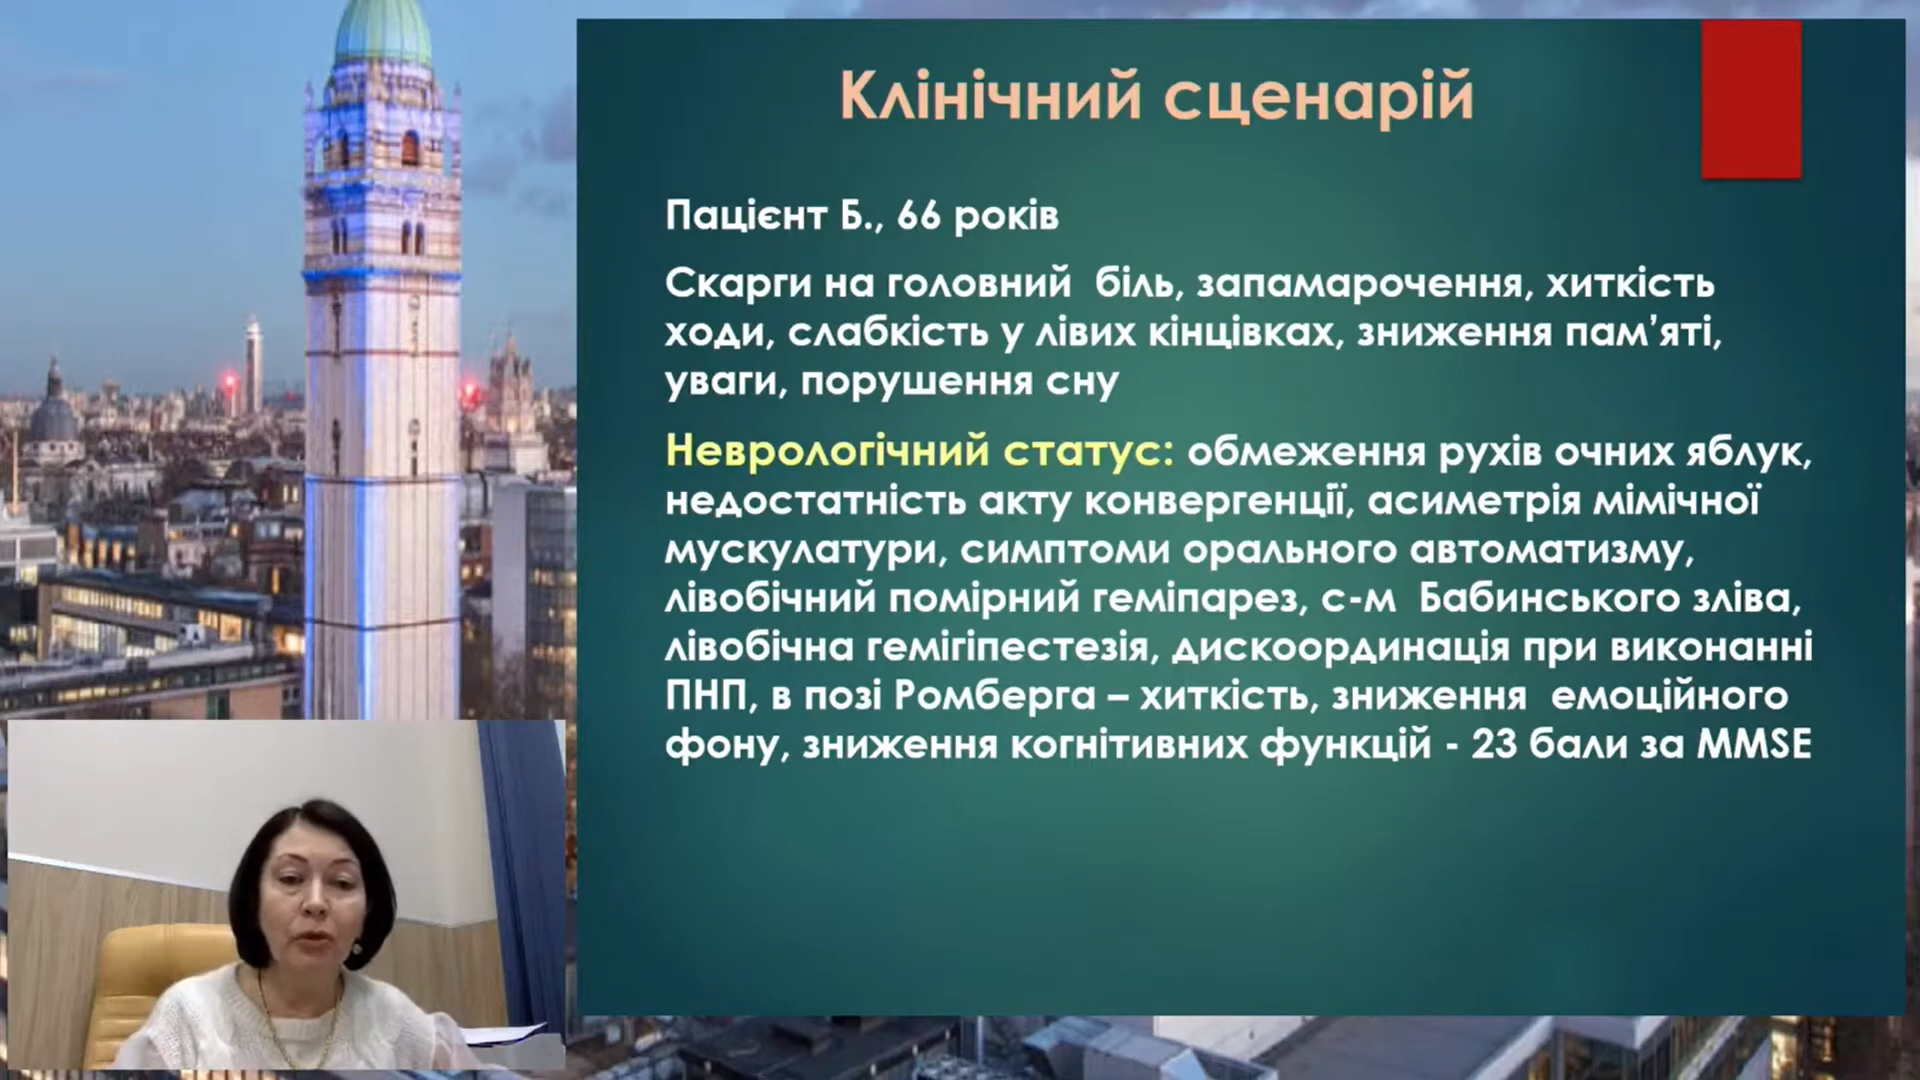 Клінічний сценарій
Пацієнт Б., 66 років
Скарги на головний біль, запаморочення, хиткість
ходи, слабкість у лівих кінцівках, зниження пам’яті,
уваги, порушення сну
Неврологічний статус: обмеження рухів очних яблук,
недостатність акту конвергенції, асиметрія мімічної
мускулатури, симптоми орального автоматизму,
лівобічний помірний геміпарез, с-м Бабинського зліва,
лівобічна гемігіпестезія, дискоординація при виконанні
ПНП, в позі Ромберга – хиткість, зниження емоційного
фону, зниження когнітивних функцій - 23 бали за MMSE